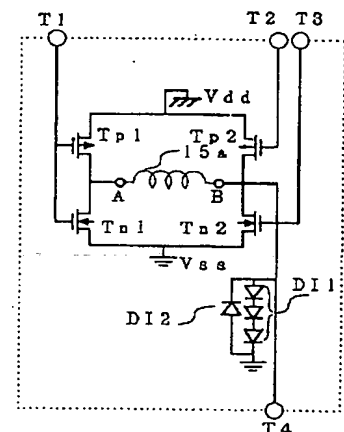 T1 T2 T3
Vdd
Tp1 Tp2
15a
A B
Tn1 Tn2
Vss
DI1
DI2
T4